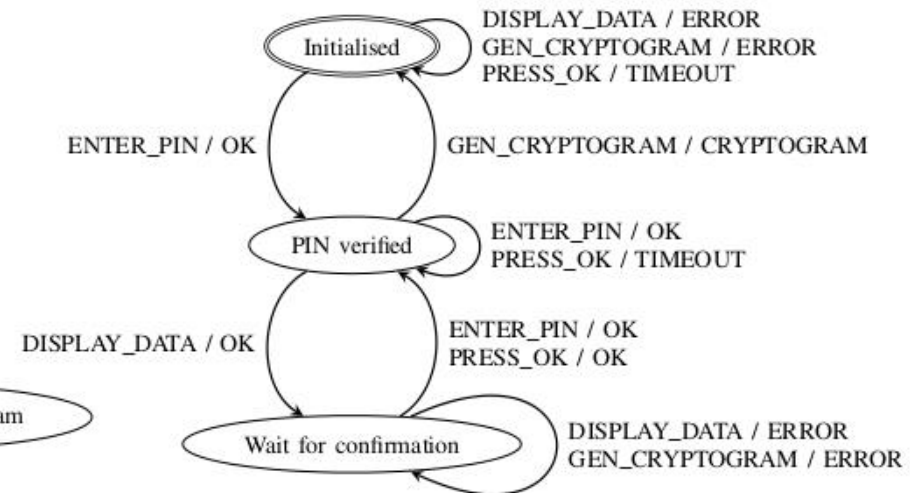 DISPLAY_DATA / ERROR
Initialised
GEN_CRYPTOGRAM / ERROR
PRESS_OK / TIMEOUT
ENTER_PIN / OK
GEN_CRYPTOGRAM / CRYPTOGRAM
PIN verified
ENTER_PIN / OK
PRESS_OK / TIMEOUT
DISPLAY_DATA / OK
ENTER_PIN / OK
PRESS_OK / OK
am
Wait for confirmation
DISPLAY_DATA / ERROR
GEN_CRYPTOGRAM / ERROR